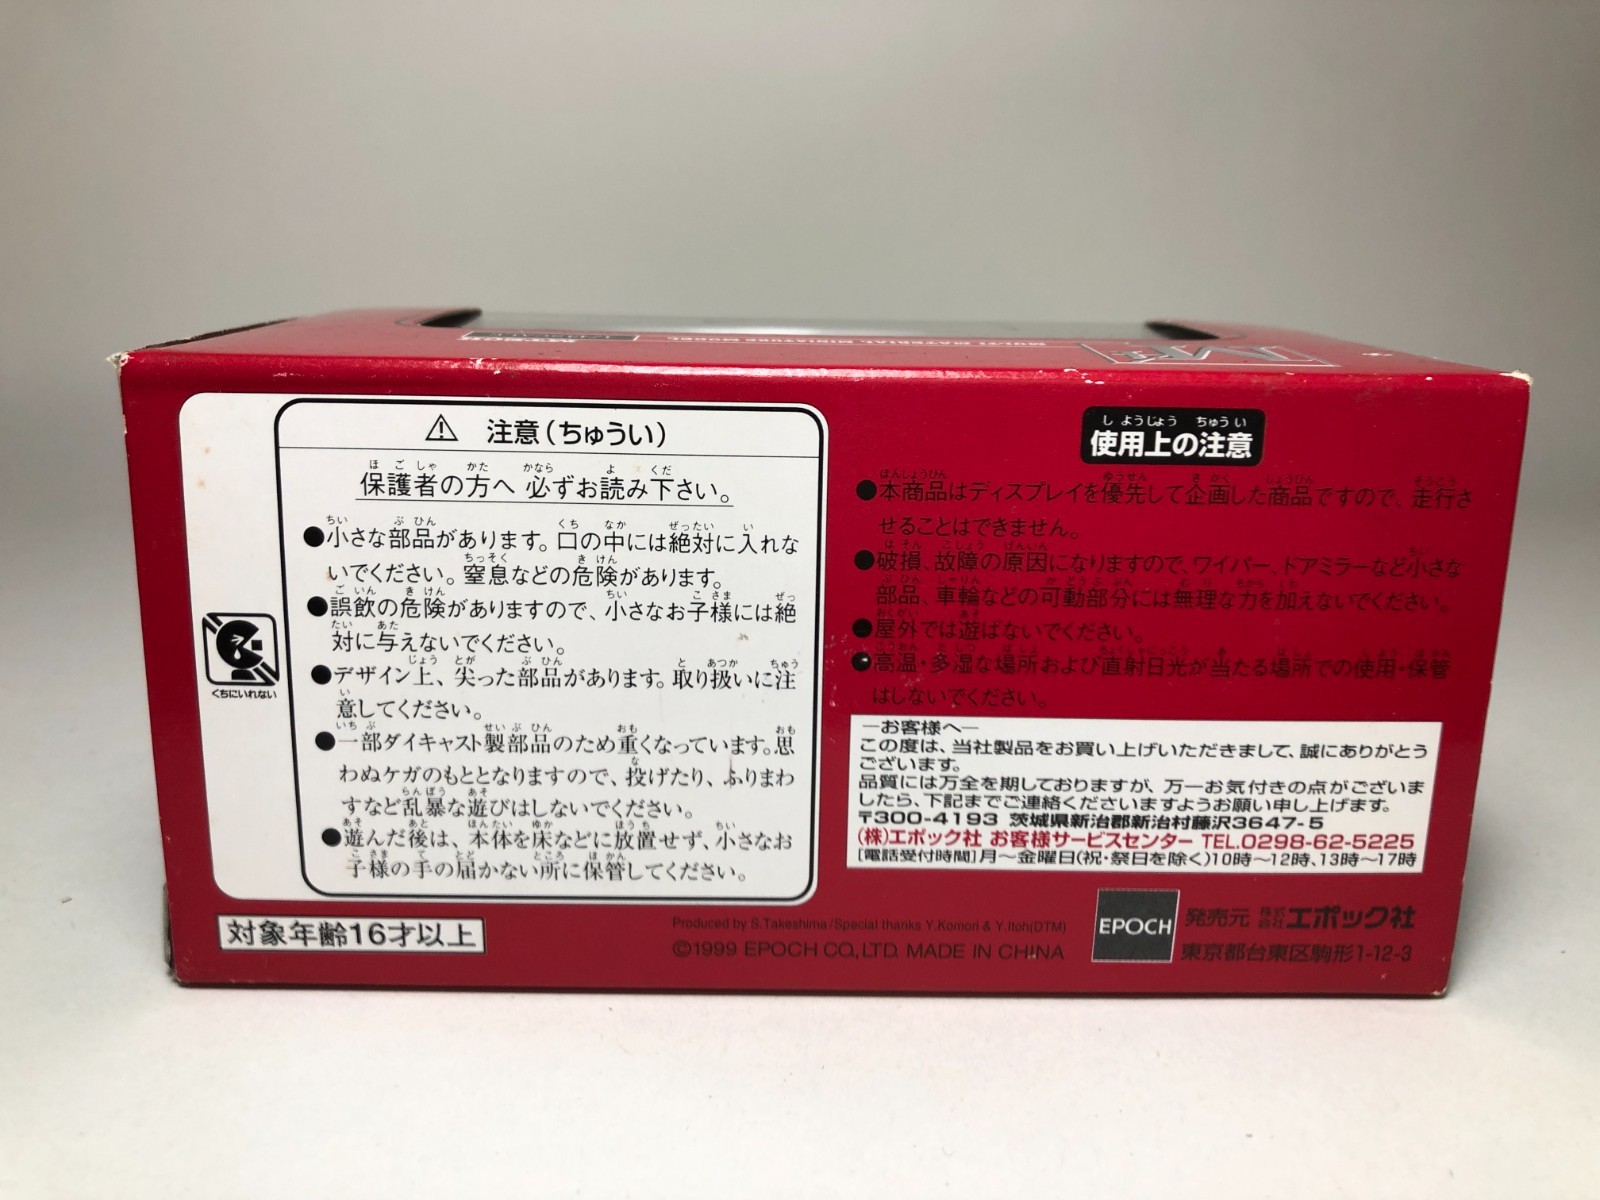 MULTI MATERIAL MINIATURE MODEL
⚠ 注意(ちゅうい)
保護者の方へ 必ずお読み下さい。
●小さな部品があります。口の中には絶対に入れな
いでください。窒息などの危険があります。
●誤飲の危険がありますので、小さなお子様には絶
対に与えないでください。
●デザイン上、尖った部品があります。取り扱いに注
意してください。
●一部ダイキャスト製部品のため重くなっています。思
わぬケガのもととなりますので、投げたり、ふりまわ
すなど乱暴な遊びはしないでください。
●遊んだ後は、本体を床などに放置せず、小さなお
子様の手の届かない所に保管してください。
くちにいれない
対象年齢16才以上
使用上の注意
●本商品はディスプレイを優先して企画した商品ですので、走行さ
せることはできません。
●破損、故障の原因になりますので、ワイパー、ドアミラーなど小さな
部品、車輪などの可動部分には無理な力を加えないでください。
●屋外では遊ばないでください。
●高温・多湿な場所および直射日光が当たる場所での使用・保管
はしないでください。
―お客様へ―
この度は、当社製品をお買い上げいただきまして、誠にありがとう
ございます。
品質には万全を期しておりますが、万一お気付きの点がございま
したら、下記までご連絡くださいますようお願い申し上げます。
〒300-4193 茨城県新治郡新治村藤沢3647-5
(株)エポック社 お客様サービスセンター TEL.0298-62-5225
[電話受付時間]月〜金曜日(祝・祭日を除く)10時〜12時、13時〜17時
Produced by S.Takeshima/Special thanks Y.Komori & Y.Itoh(DTM)
©1999 EPOCH CO,LTD. MADE IN CHINA
EPOCH
発売元 株式会社エポック社
東京都台東区駒形1-12-3